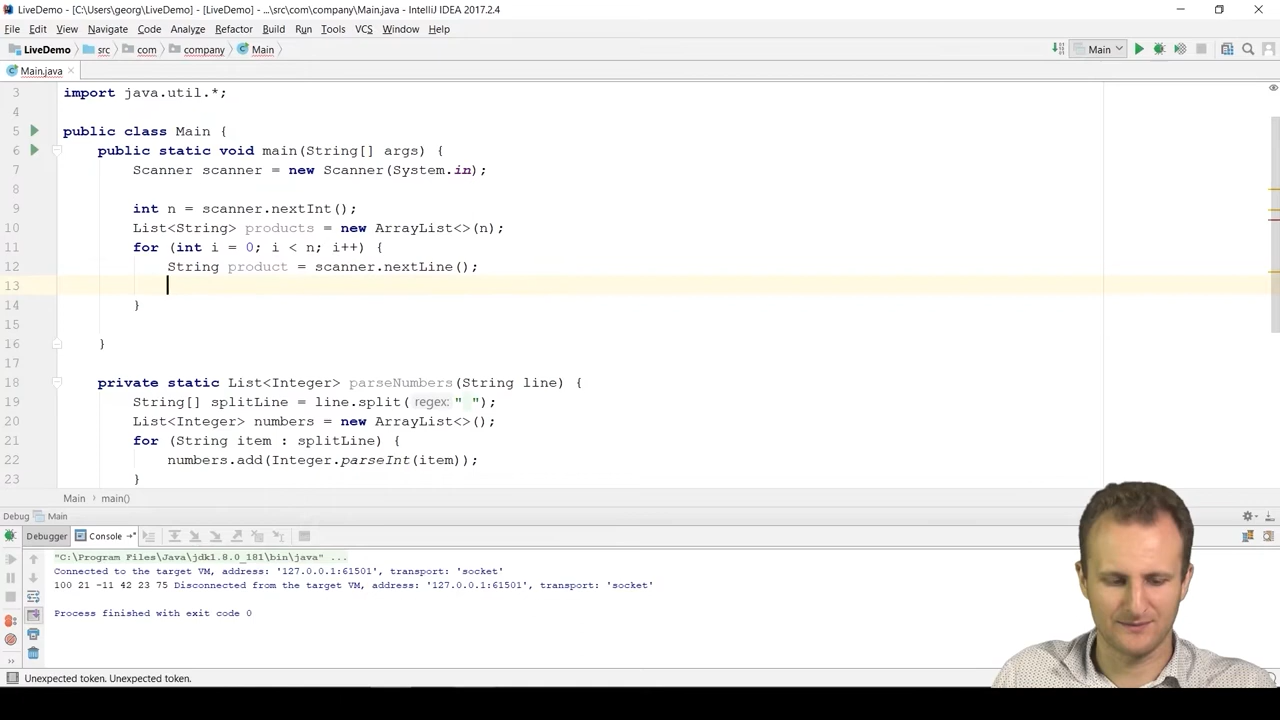 LiveDemo - [C:\Users\georg\LiveDemo] - [LiveDemo] - ...\src\com\company\Main.java - IntelliJ IDEA 2017.2.4
File Edit View Navigate Code Analyze Refactor Build Run Tools VCS Window Help
LiveDemo src com company Main Main
Main.java
3 import java.util.*;
4
5 public class Main {
6 public static void main(String[] args) {
7 Scanner scanner = new Scanner(System.in);
8
9 int n = scanner.nextInt();
10 List<String> products = new ArrayList<>(n);
11 for (int i = 0; i < n; i++) {
12 String product = scanner.nextLine();
13
14 }
15
16 }
17
18 private static List<Integer> parseNumbers(String line) {
19 String[] splitLine = line.split( regex: " ");
20 List<Integer> numbers = new ArrayList<>();
21 for (String item : splitLine) {
22 numbers.add(Integer.parseInt(item));
23 }
Main main()
Debug Main
Debugger Console
"C:\Program Files\Java\jdk1.8.0_181\bin\java" ...
Connected to the target VM, address: '127.0.0.1:61501', transport: 'socket'
100 21 -11 42 23 75 Disconnected from the target VM, address: '127.0.0.1:61501', transport: 'socket'
Process finished with exit code 0
Unexpected token. Unexpected token.